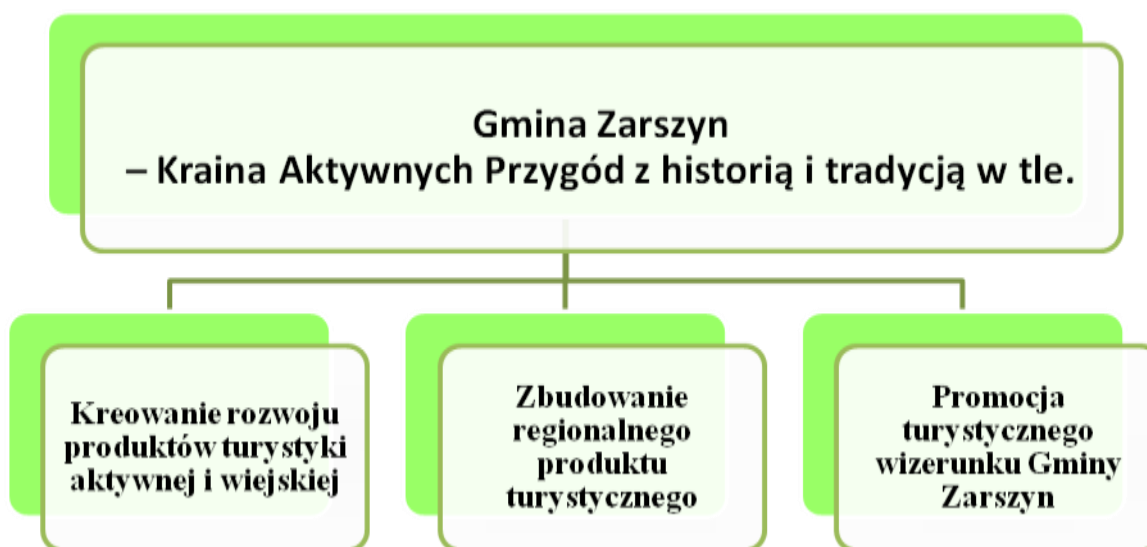 Gmina Zarszyn
– Kraina Aktywnych Przygód z historią i tradycją w tle.
Kreowanie rozwoju
produktów turystyki
aktywnej i wiejskiej
Zbudowanie
regionalnego
produktu
turystycznego
Promocja
turystycznego
wizerunku Gminy
Zarszyn